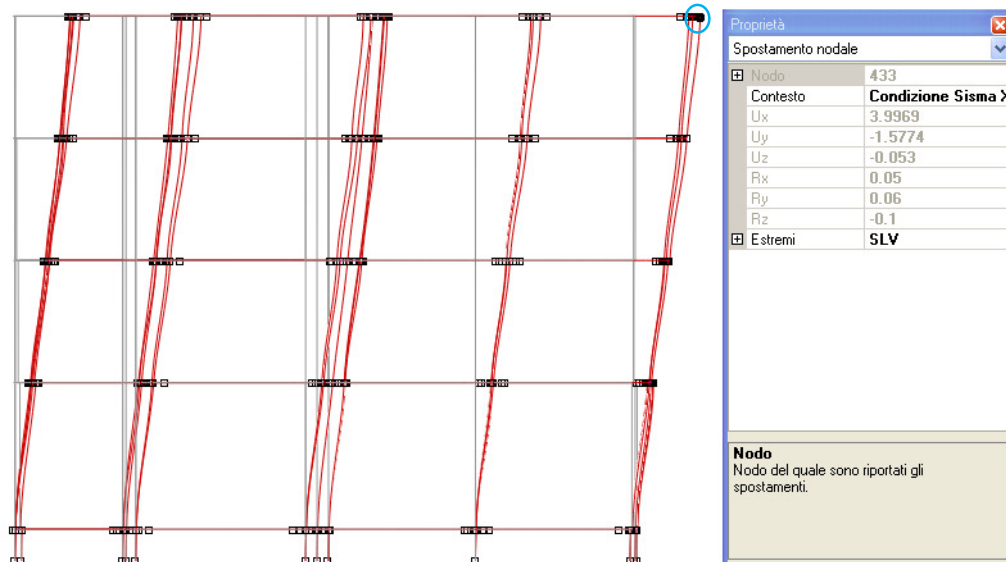 Proprietà
Spostamento nodale
Nodo 433
Contesto Condizione Sisma X
Ux 3.9969
Uy -1.5774
Uz -0.053
Rx 0.05
Ry 0.06
Rz -0.1
Estremi SLV
Nodo
Nodo del quale sono riportati gli
spostamenti.